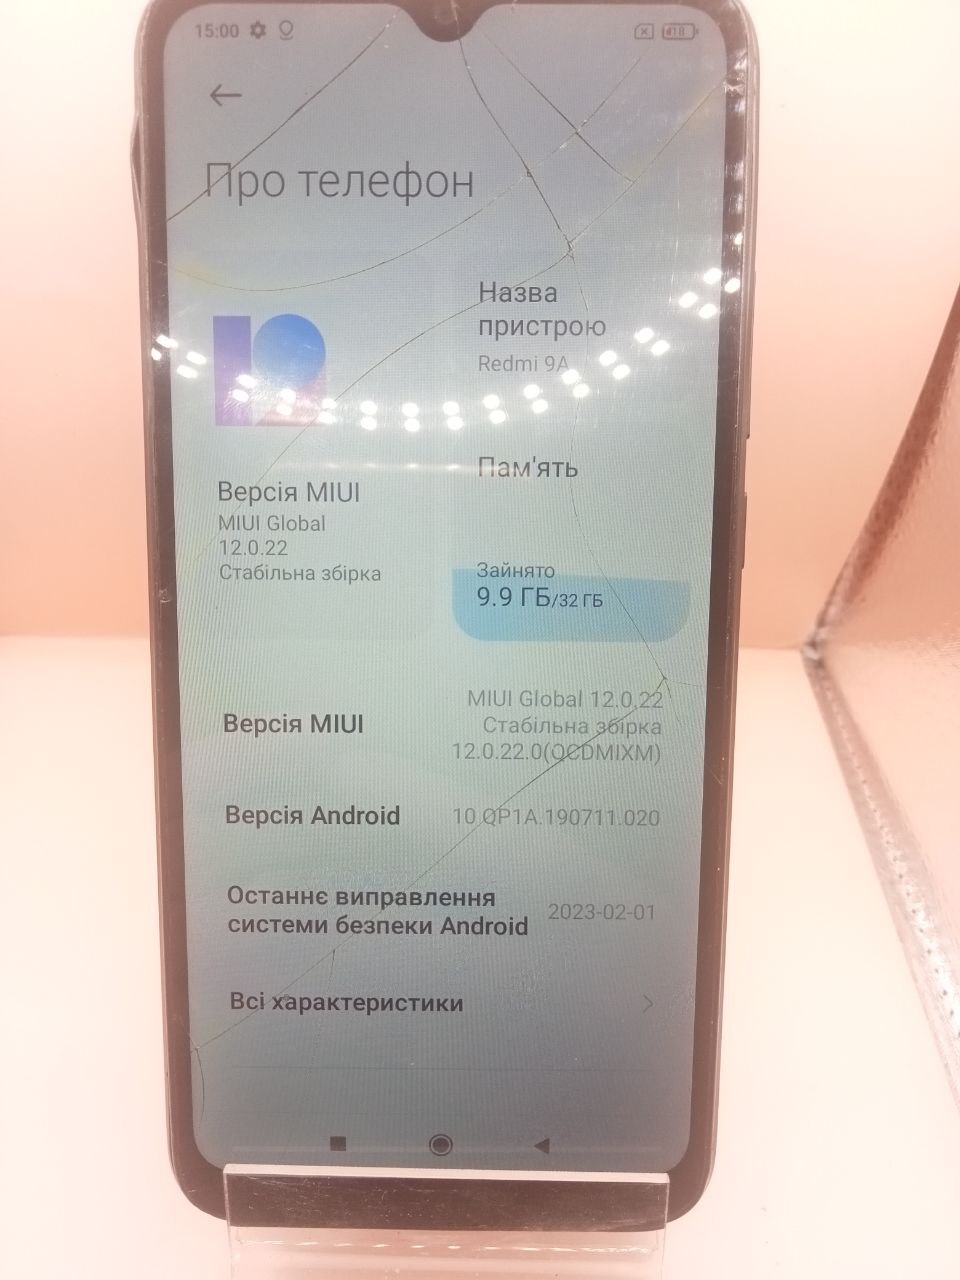 15:00
18
Про телефон
Назва
пристрою
Redmi 9A
Пам'ять
Зайнято
9.9 ГБ/32 ГБ
Версія MIUI
MIUI Global
12.0.22
Стабільна збірка
Версія MIUI
MIUI Global 12.0.22
Стабільна збірка
12.0.22.0(QCDMIXM)
Версія Android
10 QP1A.190711.020
Останнє виправлення
системи безпеки Android
2023-02-01
Всі характеристики